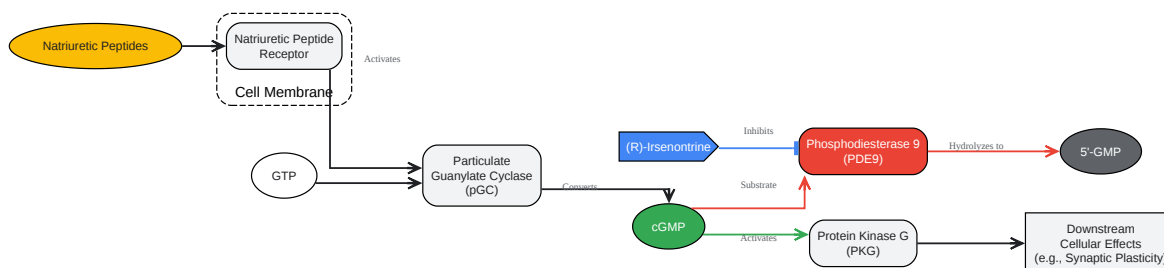 Natriuretic Peptides
Natriuretic Peptide
Receptor
Activates
Cell Membrane
GTP
Particulate
Guanylate Cyclase
(pGC)
Converts
(R)-Irsenontrine
Inhibits
Phosphodiesterase 9
(PDE9)
Hydrolyzes to
5'-GMP
Substrate
cGMP
Activates
Protein Kinase G
(PKG)
Downstream
Cellular Effects
(e.g., Synaptic Plasticity)